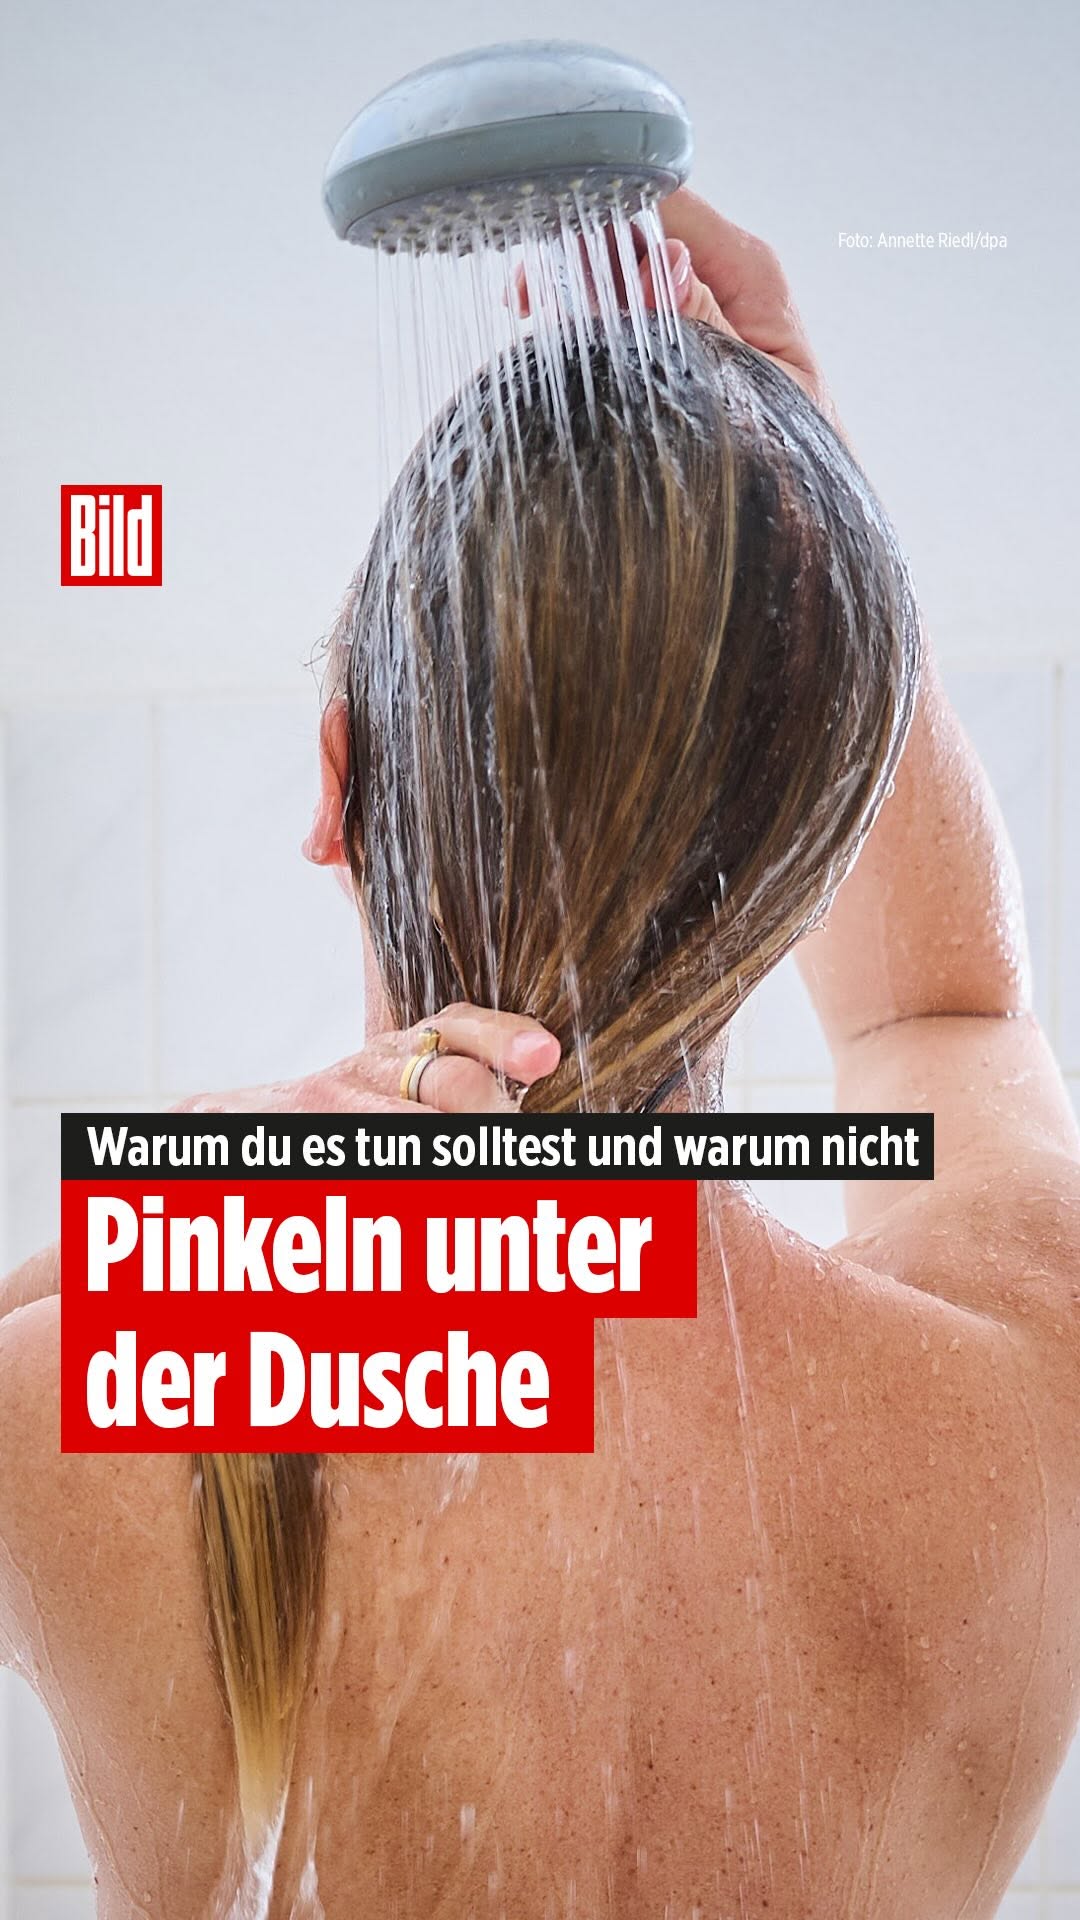 Foto: Annette Riedl/dpa
Bild
Warum du es tun solltest und warum nicht
Pinkeln unter
der Dusche